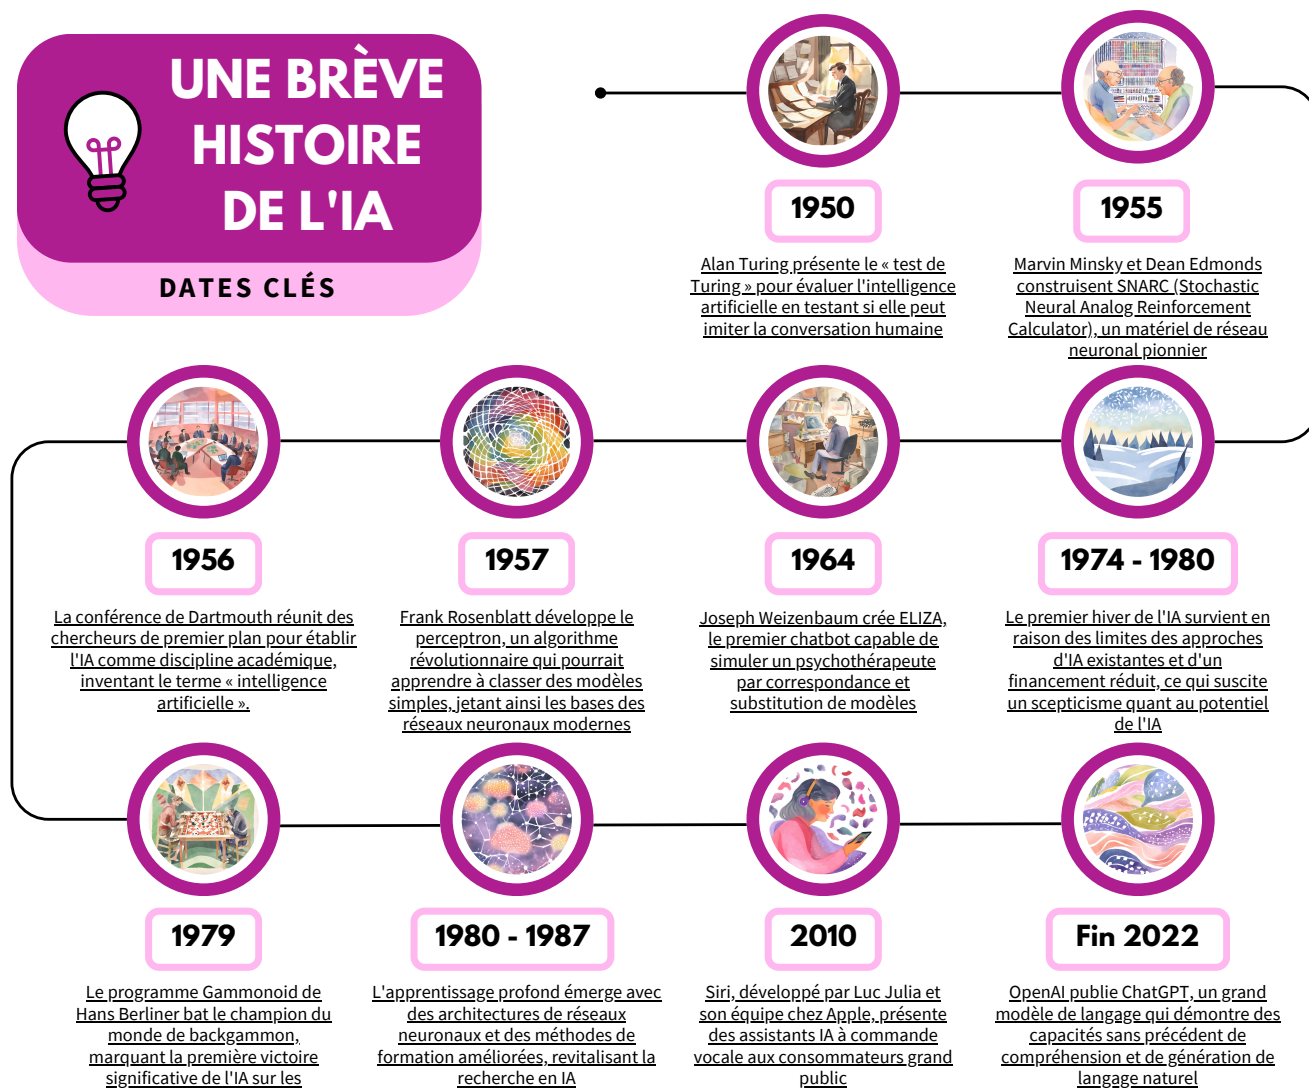 UNE BRÈVE
HISTOIRE
DE L'IA
DATES CLÉS
1950
Alan Turing présente le « test de
Turing » pour évaluer l'intelligence
artificielle en testant si elle peut
imiter la conversation humaine
1955
Marvin Minsky et Dean Edmonds
construisent SNARC (Stochastic
Neural Analog Reinforcement
Calculator), un matériel de réseau
neuronal pionnier
1956
La conférence de Dartmouth réunit des
chercheurs de premier plan pour établir
l'IA comme discipline académique,
inventant le terme « intelligence
artificielle ».
1957
Frank Rosenblatt développe le
perceptron, un algorithme
révolutionnaire qui pourrait
apprendre à classer des modèles
simples, jetant ainsi les bases des
réseaux neuronaux modernes
1964
Joseph Weizenbaum crée ELIZA,
le premier chatbot capable de
simuler un psychothérapeute
par correspondance et
substitution de modèles
1974 - 1980
Le premier hiver de l'IA survient en
raison des limites des approches
d'IA existantes et d'un
financement réduit, ce qui suscite
un scepticisme quant au potentiel
de l'IA
1979
Le programme Gammonoid de
Hans Berliner bat le champion du
monde de backgammon,
marquant la première victoire
significative de l'IA sur les
1980 - 1987
L'apprentissage profond émerge avec
des architectures de réseaux
neuronaux et des méthodes de
formation améliorées, revitalisant la
recherche en IA
2010
Siri, développé par Luc Julia et
son équipe chez Apple, présente
des assistants IA à commande
vocale aux consommateurs grand
public
Fin 2022
OpenAI publie ChatGPT, un grand
modèle de langage qui démontre des
capacités sans précédent de
compréhension et de génération de
langage naturel